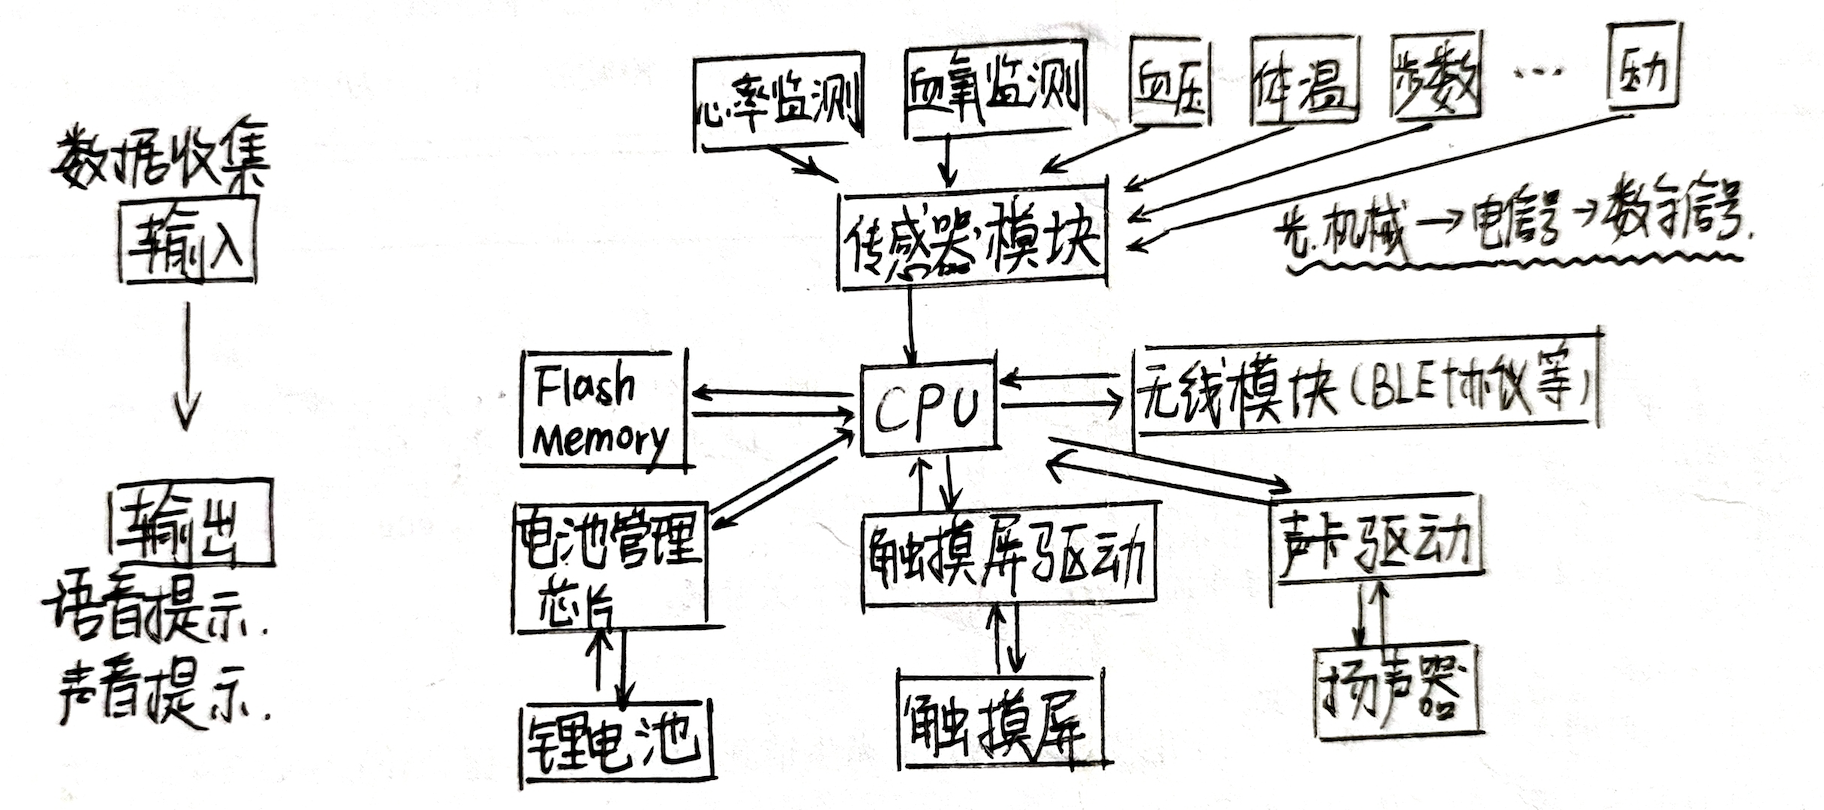 心率监测
血氧监测
血压
体温
步数
...
压力
数据收集
输入
传感器模块
光.机械→电信号→数字信号.
Flash
Memory
CPU
无线模块(BLE协议等)
输出
语音提示.
声音提示.
电池管理
芯片
触摸屏驱动
声卡驱动
锂电池
触摸屏
扬声器